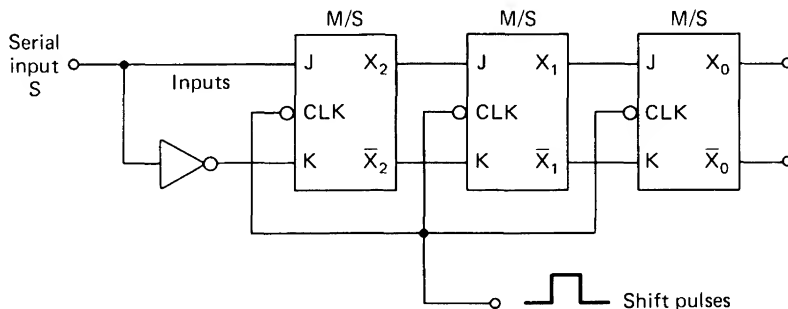 M/S
M/S
M/S
Serial
input
S
Inputs
J
X₂
CLK
K
X̅₂
J
X₁
CLK
K
X̅₁
J
X₀
CLK
K
X̅₀
Shift pulses